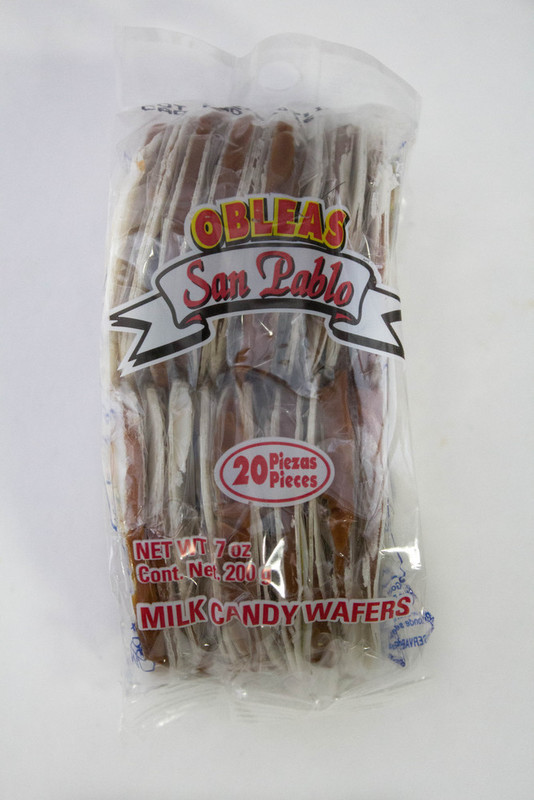 OBLEAS
San Pablo
20 Piezas
Pieces
NET WT 7 oz
Cont. Net. 200 g
MILK CANDY WAFERS